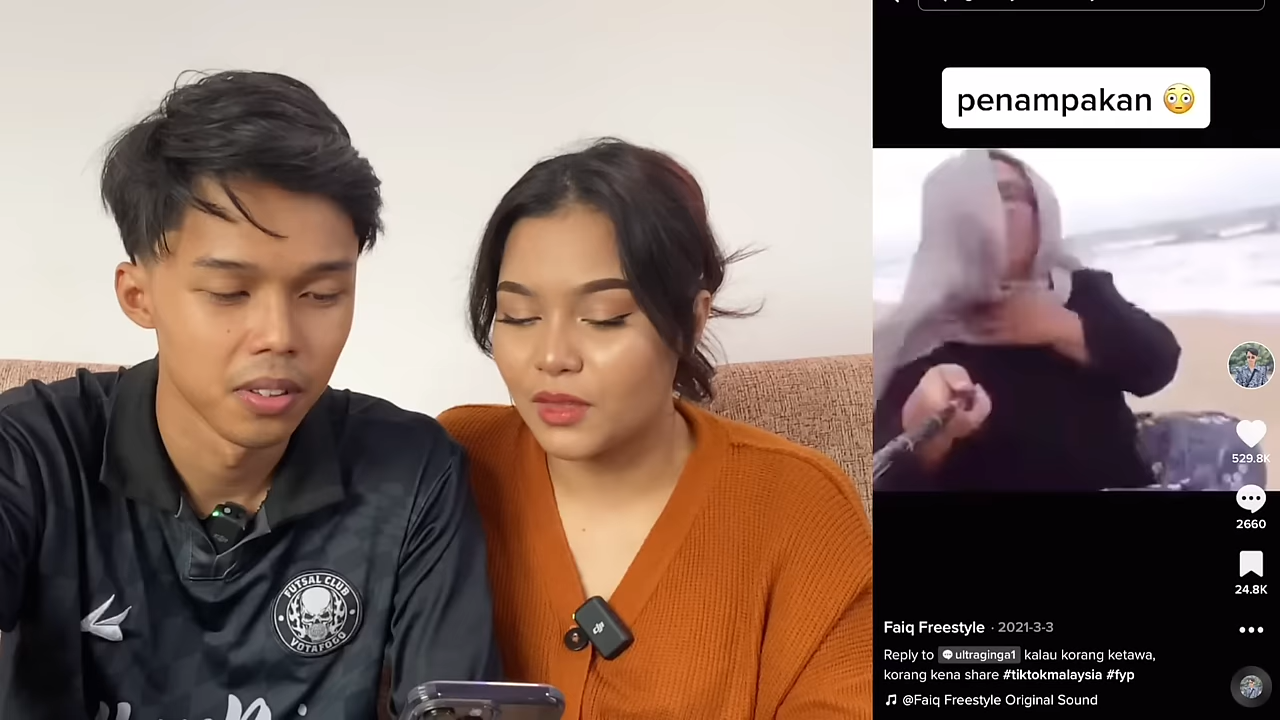 penampakan 😳
529.8K
2660
24.8K
Faiq Freestyle · 2021-3-3
Reply to ultraginga1 kalau korang ketawa,
korang kena share #tiktokmalaysia #fyp
@Faiq Freestyle Original Sound
FUTSAL CLUB
VOTAFOGO
dji